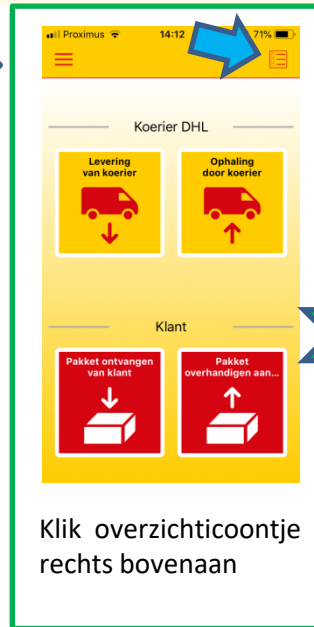 Proximus 14:12 71%
Koerier DHL
Levering
van koerier
Ophaling
door koerier
Klant
Pakket ontvangen
van klant
Pakket
overhandigen aan...
Klik overzichticoontje
rechts bovenaan